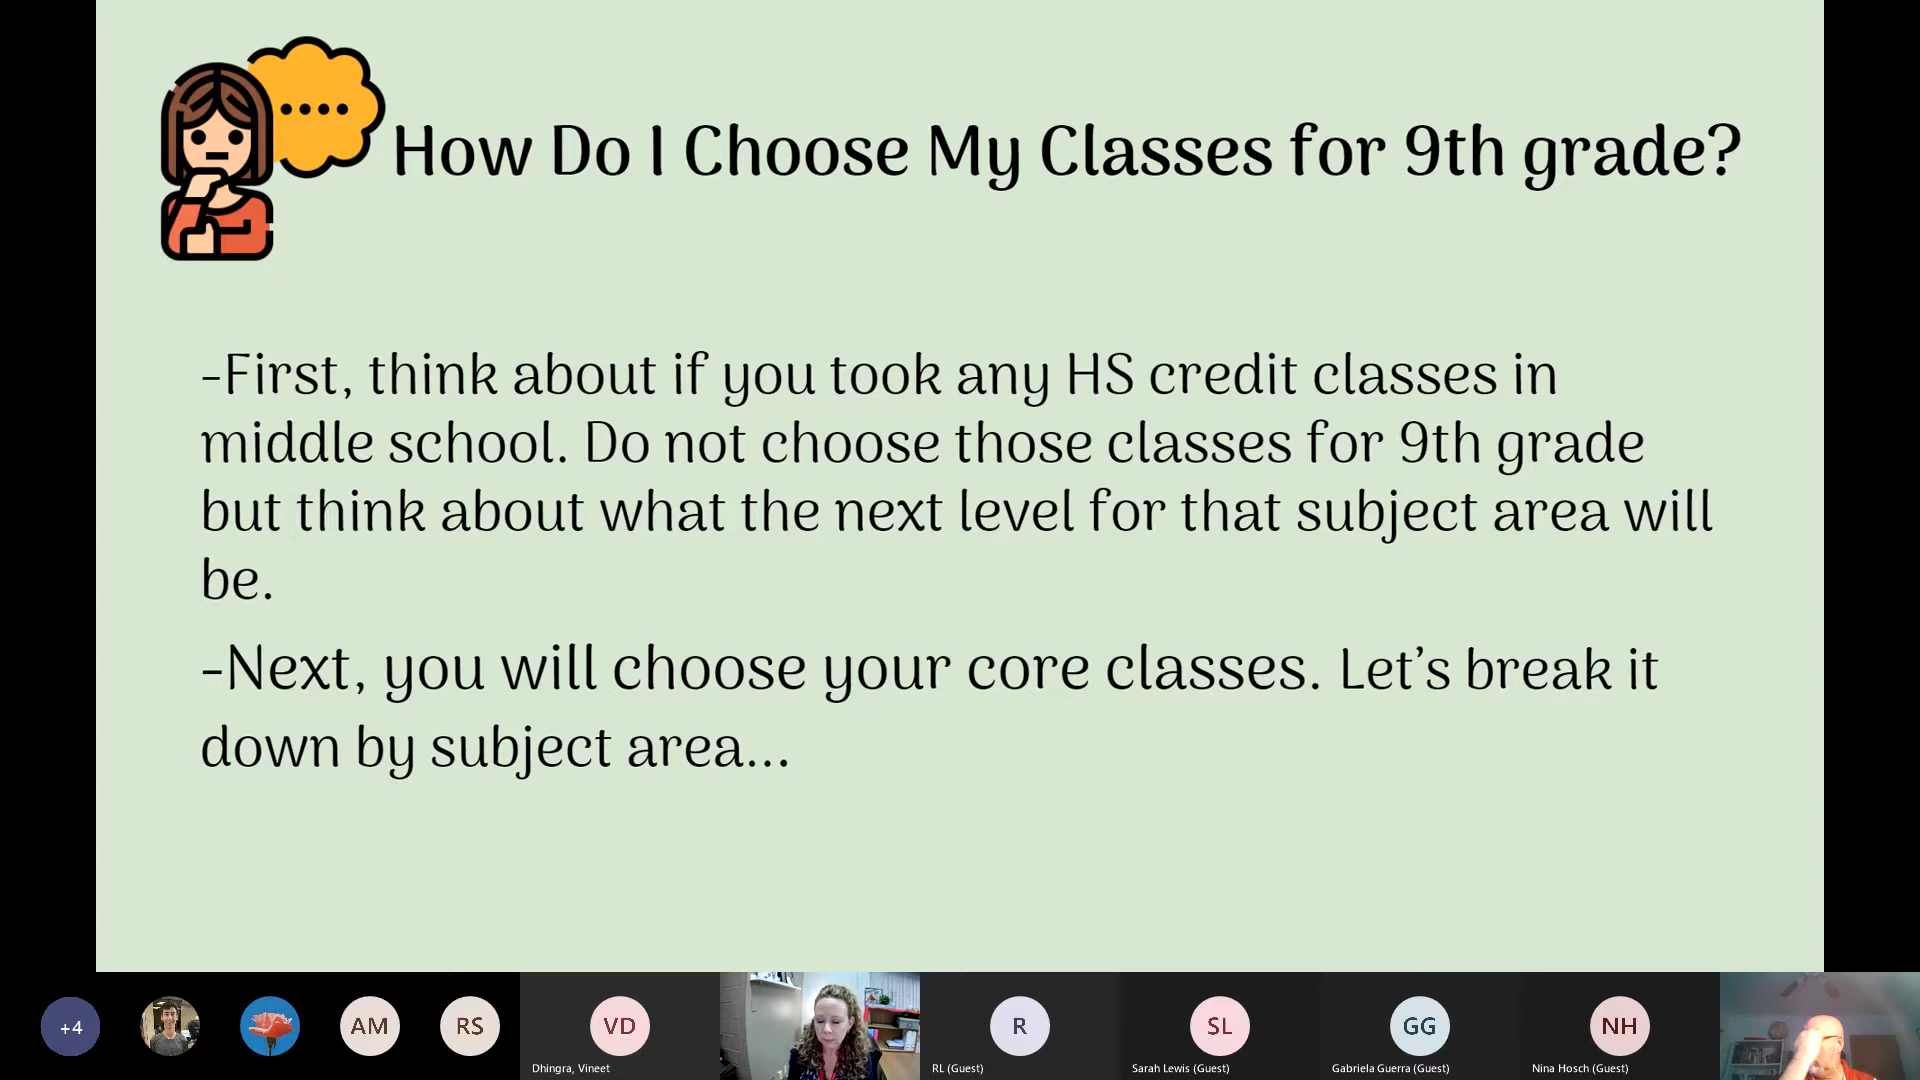 How Do I Choose My Classes for 9th grade?
-First, think about if you took any HS credit classes in
middle school. Do not choose those classes for 9th grade
but think about what the next level for that subject area will
be.
-Next, you will choose your core classes. Let's break it
down by subject area...
+4
AM
RS
VD
Dhingra, Vineet
R
RL (Guest)
SL
Sarah Lewis (Guest)
GG
Gabriela Guerra (Guest)
NH
Nina Hosch (Guest)